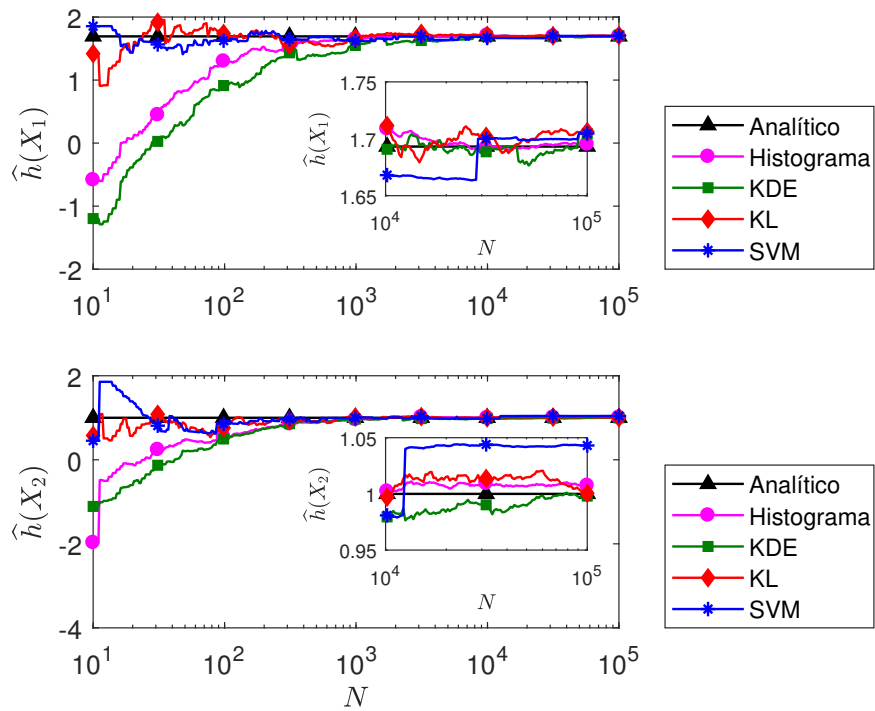 2
1
0
-1
-2
ĥ(X₁)
10¹
10²
10³
10⁴
10⁵
1.75
1.7
1.65
ĥ(X₁)
10⁴
10⁵
N
Analítico
Histograma
KDE
KL
SVM
2
0
-2
-4
ĥ(X₂)
10¹
10²
10³
10⁴
10⁵
N
1.05
1
0.95
ĥ(X₂)
10⁴
10⁵
N
Analítico
Histograma
KDE
KL
SVM